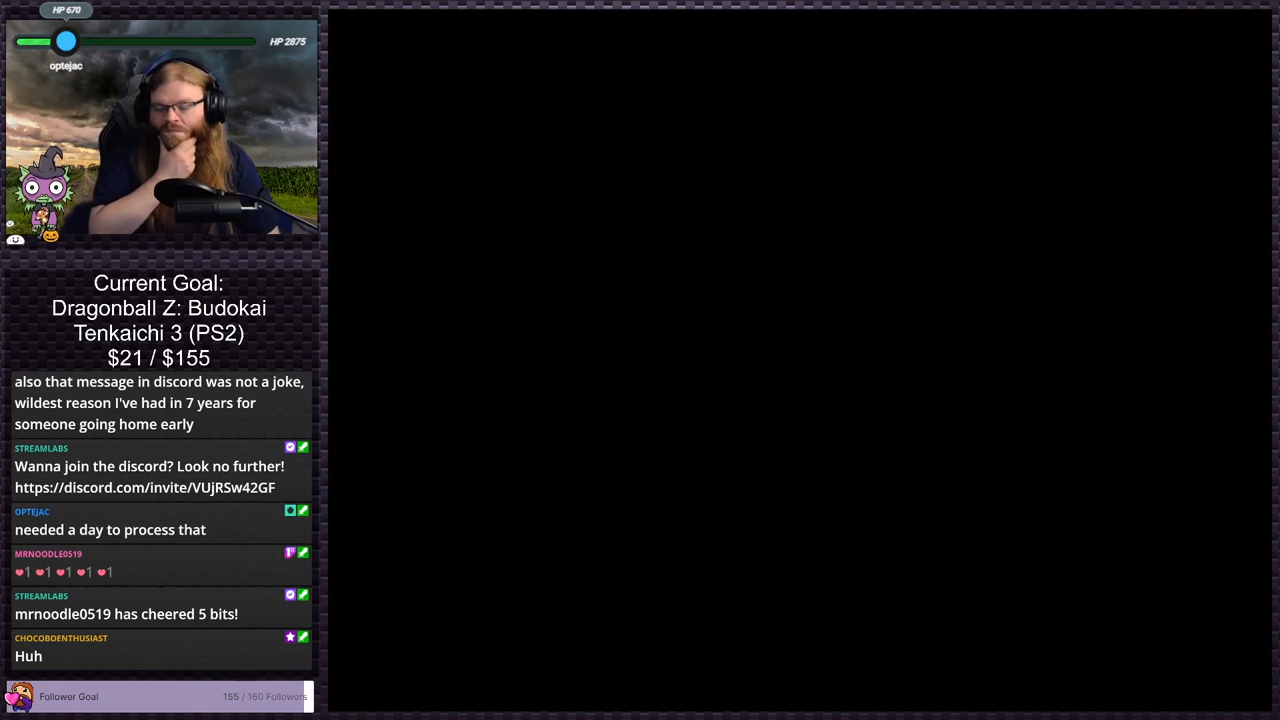 HP 670
HP 2875
optejac
Current Goal:
Dragonball Z: Budokai
Tenkaichi 3 (PS2)
$21 / $155
also that message in discord was not a joke,
wildest reason I've had in 7 years for
someone going home early
STREAMLABS
Wanna join the discord? Look no further!
https://discord.com/invite/VUjRSw42GF
OPTEJAC
needed a day to process that
MRNOODLE0519
1 1 1 1 1
STREAMLABS
mrnoodle0519 has cheered 5 bits!
CHOCOBOENTHUSIAST
Huh
Follower Goal
155 / 160 Followers